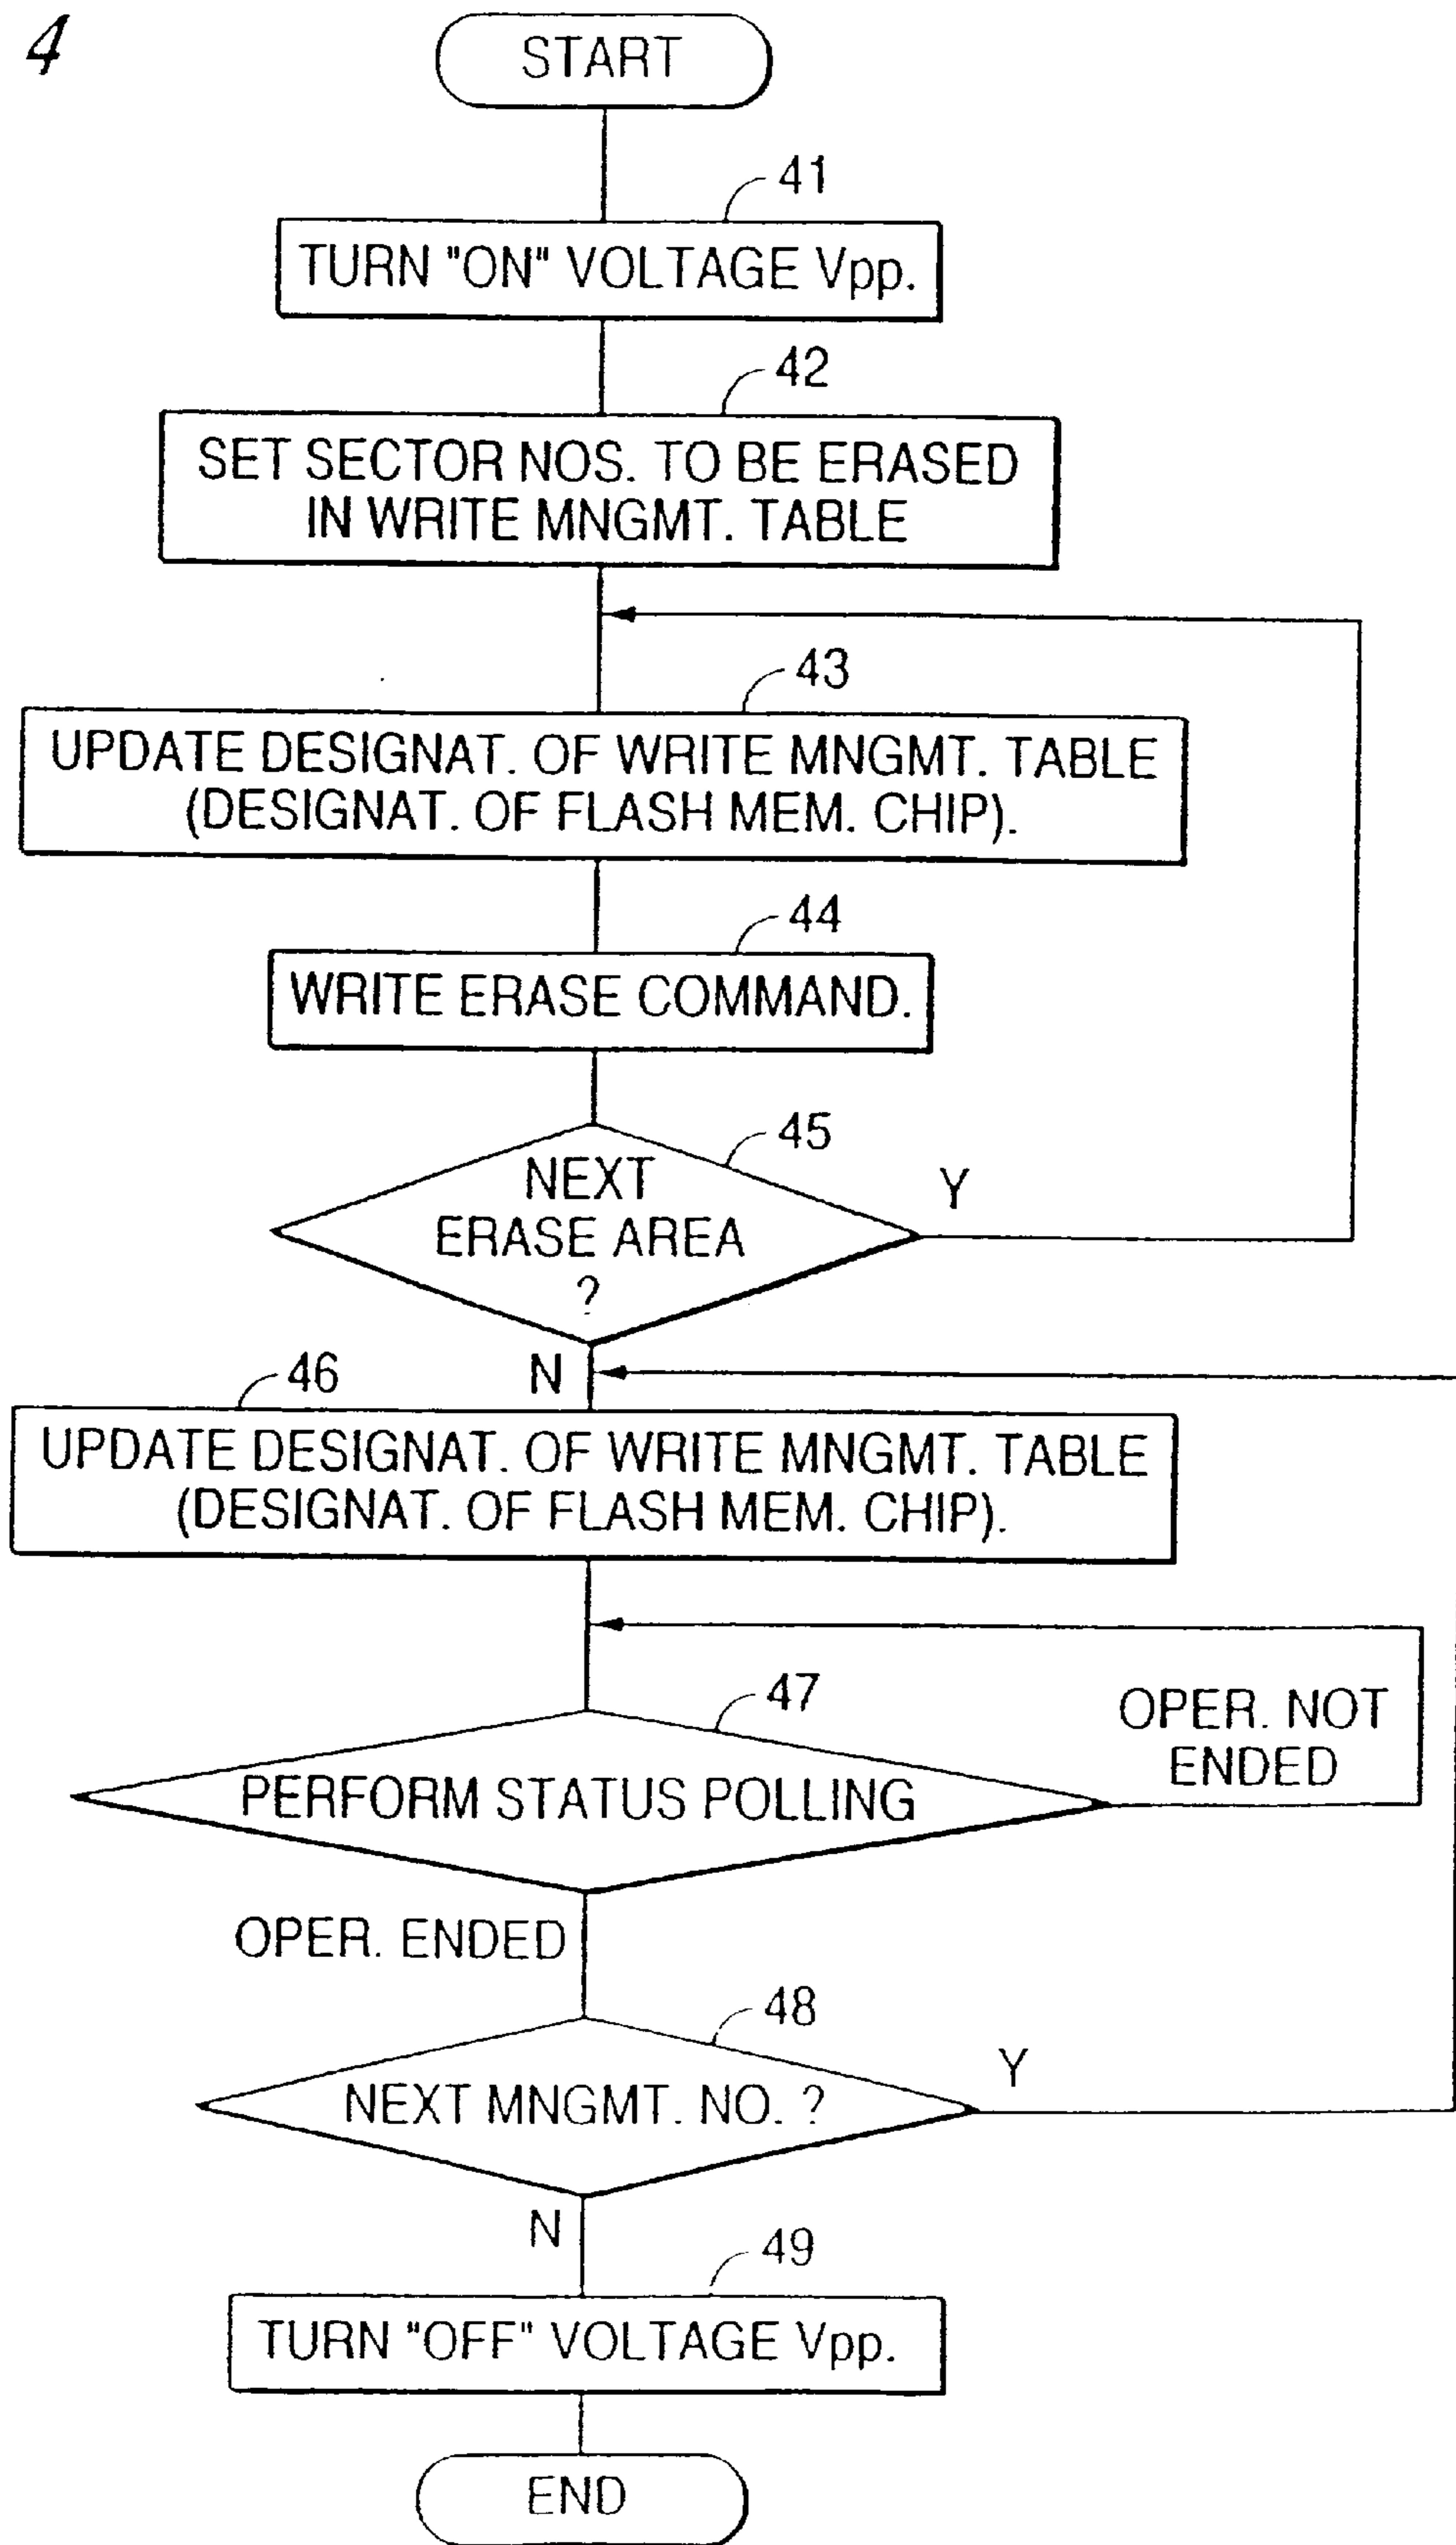 4
START
41
TURN "ON" VOLTAGE Vpp.
42
SET SECTOR NOS. TO BE ERASED
IN WRITE MNGMT. TABLE
43
UPDATE DESIGNAT. OF WRITE MNGMT. TABLE
(DESIGNAT. OF FLASH MEM. CHIP).
44
WRITE ERASE COMMAND.
45
NEXT
ERASE AREA
?
Y
N
46
UPDATE DESIGNAT. OF WRITE MNGMT. TABLE
(DESIGNAT. OF FLASH MEM. CHIP).
47
PERFORM STATUS POLLING
OPER. NOT
ENDED
OPER. ENDED
48
NEXT MNGMT. NO. ?
Y
N
49
TURN "OFF" VOLTAGE Vpp.
END